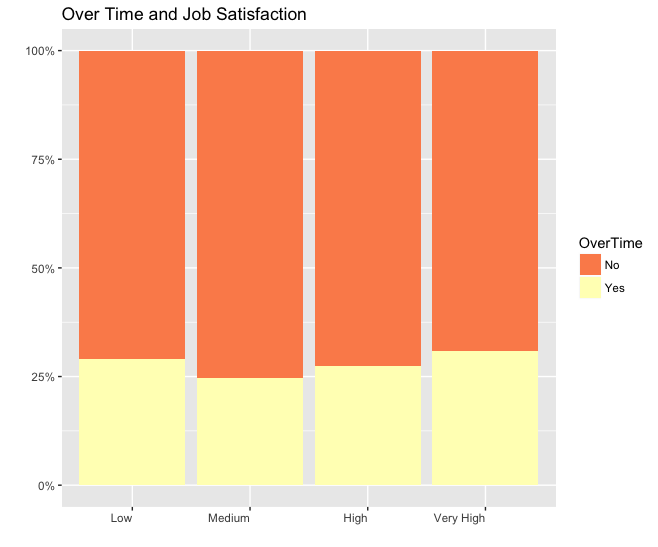 Over Time and Job Satisfaction
100%
75%
50%
25%
0%
Low
Medium
High
Very High
OverTime
No
Yes